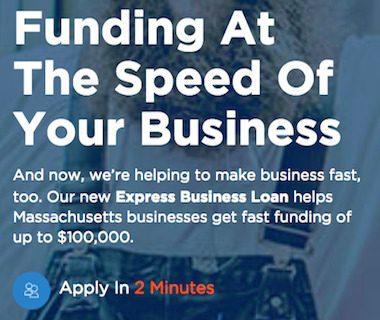 Funding At
The Speed Of
Your Business
And now, we're helping to make business fast,
too. Our new Express Business Loan helps
Massachusetts businesses get fast funding of
up to $100,000.
Apply In 2 Minutes